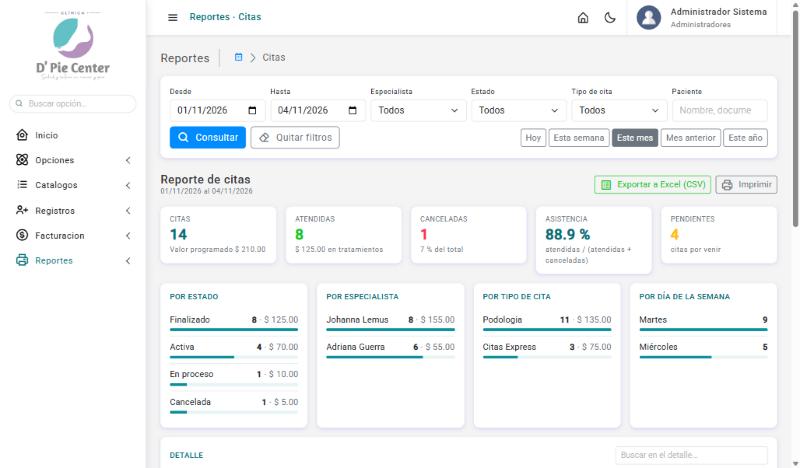 CLINICA
D' Pie Center
Buscar opción...
Inicio
Opciones
Catalogos
Registros
Facturacion
Reportes
Reportes · Citas
Administrador Sistema
Administradores
Reportes
Citas
Desde
Hasta
Especialista
Estado
Tipo de cita
Paciente
01/11/2026
04/11/2026
Todos
Todos
Todos
Nombre, docume
Consultar
Quitar filtros
Hoy
Esta semana
Este mes
Mes anterior
Este año
Reporte de citas
01/11/2026 al 04/11/2026
Exportar a Excel (CSV)
Imprimir
CITAS
14
Valor programado $ 210.00
ATENDIDAS
8
$ 125.00 en tratamientos
CANCELADAS
1
7 % del total
ASISTENCIA
88.9 %
atendidas / (atendidas +
canceladas)
PENDIENTES
4
citas por venir
POR ESTADO
Finalizado 8 · $ 125.00
Activa 4 · $ 70.00
En proceso 1 · $ 10.00
Cancelada 1 · $ 5.00
POR ESPECIALISTA
Johanna Lemus 8 · $ 155.00
Adriana Guerra 6 · $ 55.00
POR TIPO DE CITA
Podologia 11 · $ 135.00
Citas Express 3 · $ 75.00
POR DÍA DE LA SEMANA
Martes 9
Miércoles 5
DETALLE
Buscar en el detalle...